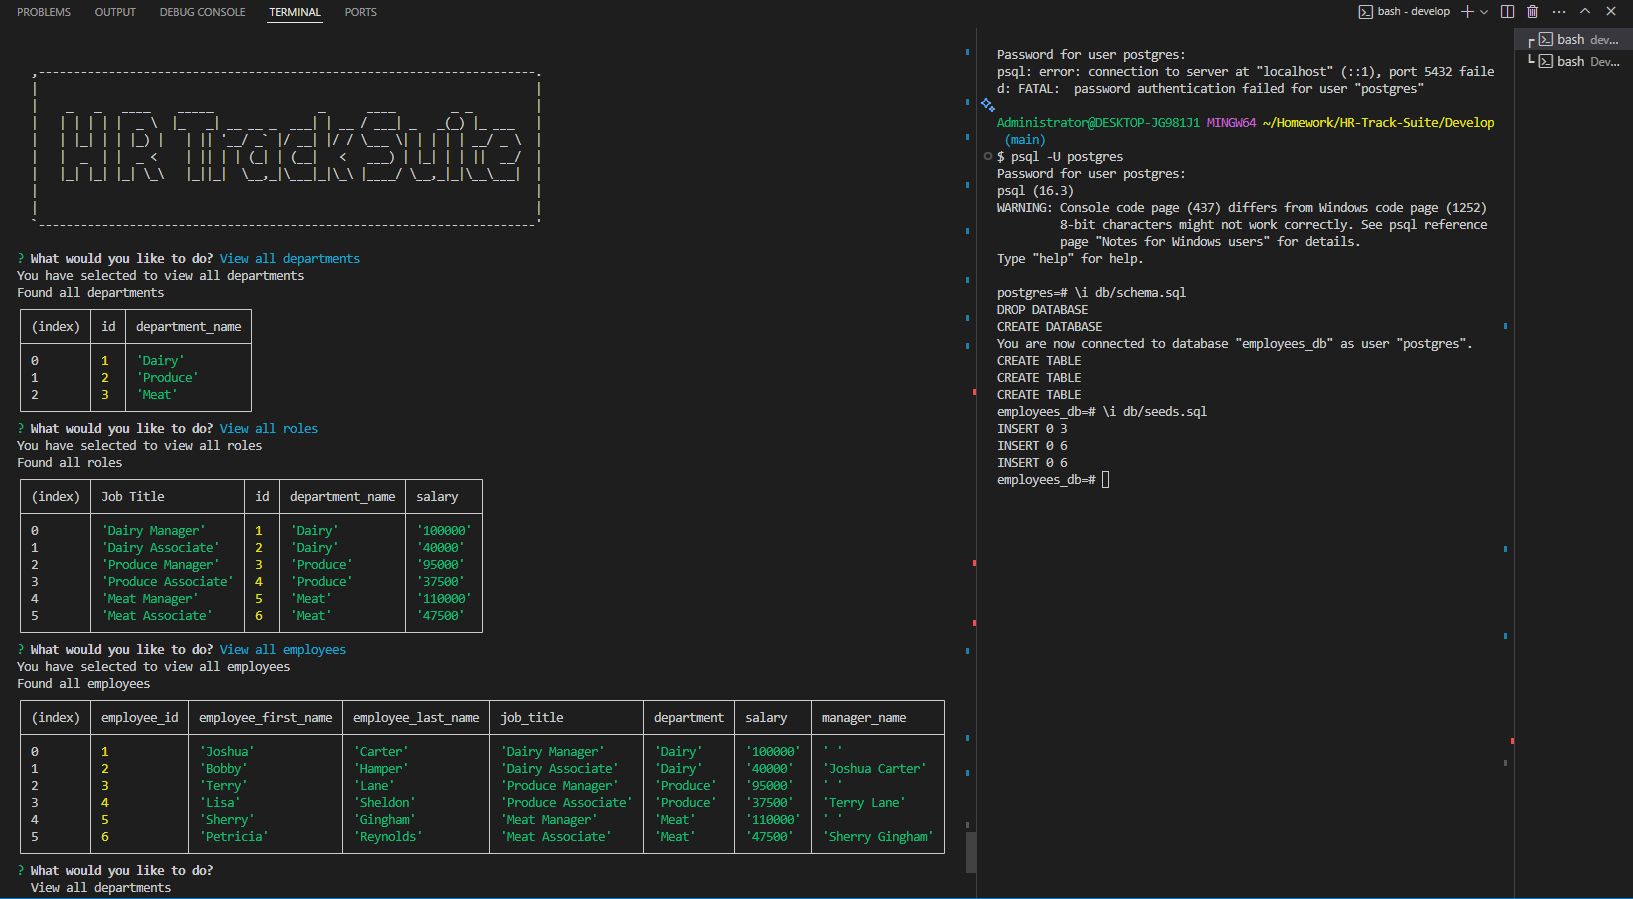 PROBLEMS OUTPUT DEBUG CONSOLE TERMINAL PORTS
bash - develop
HR Track Suite
? What would you like to do? View all departments
You have selected to view all departments
Found all departments
(index) id department_name
0 1 'Dairy'
1 2 'Produce'
2 3 'Meat'
? What would you like to do? View all roles
You have selected to view all roles
Found all roles
(index) Job Title id department_name salary
0 'Dairy Manager' 1 'Dairy' '100000'
1 'Dairy Associate' 2 'Dairy' '40000'
2 'Produce Manager' 3 'Produce' '95000'
3 'Produce Associate' 4 'Produce' '37500'
4 'Meat Manager' 5 'Meat' '110000'
5 'Meat Associate' 6 'Meat' '47500'
? What would you like to do? View all employees
You have selected to view all employees
Found all employees
(index) employee_id employee_first_name employee_last_name job_title department salary manager_name
0 1 'Joshua' 'Carter' 'Dairy Manager' 'Dairy' '100000' ' '
1 2 'Bobby' 'Hamper' 'Dairy Associate' 'Dairy' '40000' 'Joshua Carter'
2 3 'Terry' 'Lane' 'Produce Manager' 'Produce' '95000' ' '
3 4 'Lisa' 'Sheldon' 'Produce Associate' 'Produce' '37500' 'Terry Lane'
4 5 'Sherry' 'Gingham' 'Meat Manager' 'Meat' '110000' ' '
5 6 'Petricia' 'Reynolds' 'Meat Associate' 'Meat' '47500' 'Sherry Gingham'
? What would you like to do?
View all departments
Password for user postgres:
psql: error: connection to server at "localhost" (::1), port 5432 faile
d: FATAL:  password authentication failed for user "postgres"
Administrator@DESKTOP-JG981J1 MINGW64 ~/Homework/HR-Track-Suite/Develop
(main)
$ psql -U postgres
Password for user postgres:
psql (16.3)
WARNING: Console code page (437) differs from Windows code page (1252)
8-bit characters might not work correctly. See psql reference
page "Notes for Windows users" for details.
Type "help" for help.
postgres=# \i db/schema.sql
DROP DATABASE
CREATE DATABASE
You are now connected to database "employees_db" as user "postgres".
CREATE TABLE
CREATE TABLE
CREATE TABLE
employees_db=# \i db/seeds.sql
INSERT 0 3
INSERT 0 6
INSERT 0 6
employees_db=#
bash dev...
bash Dev...